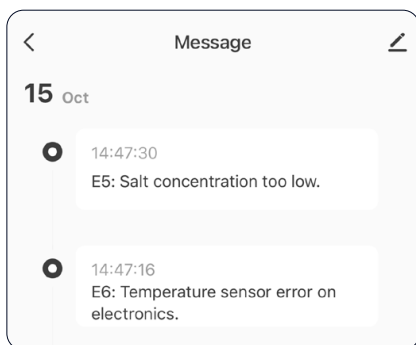 Message
15 Oct
14:47:30
E5: Salt concentration too low.
14:47:16
E6: Temperature sensor error on
electronics.